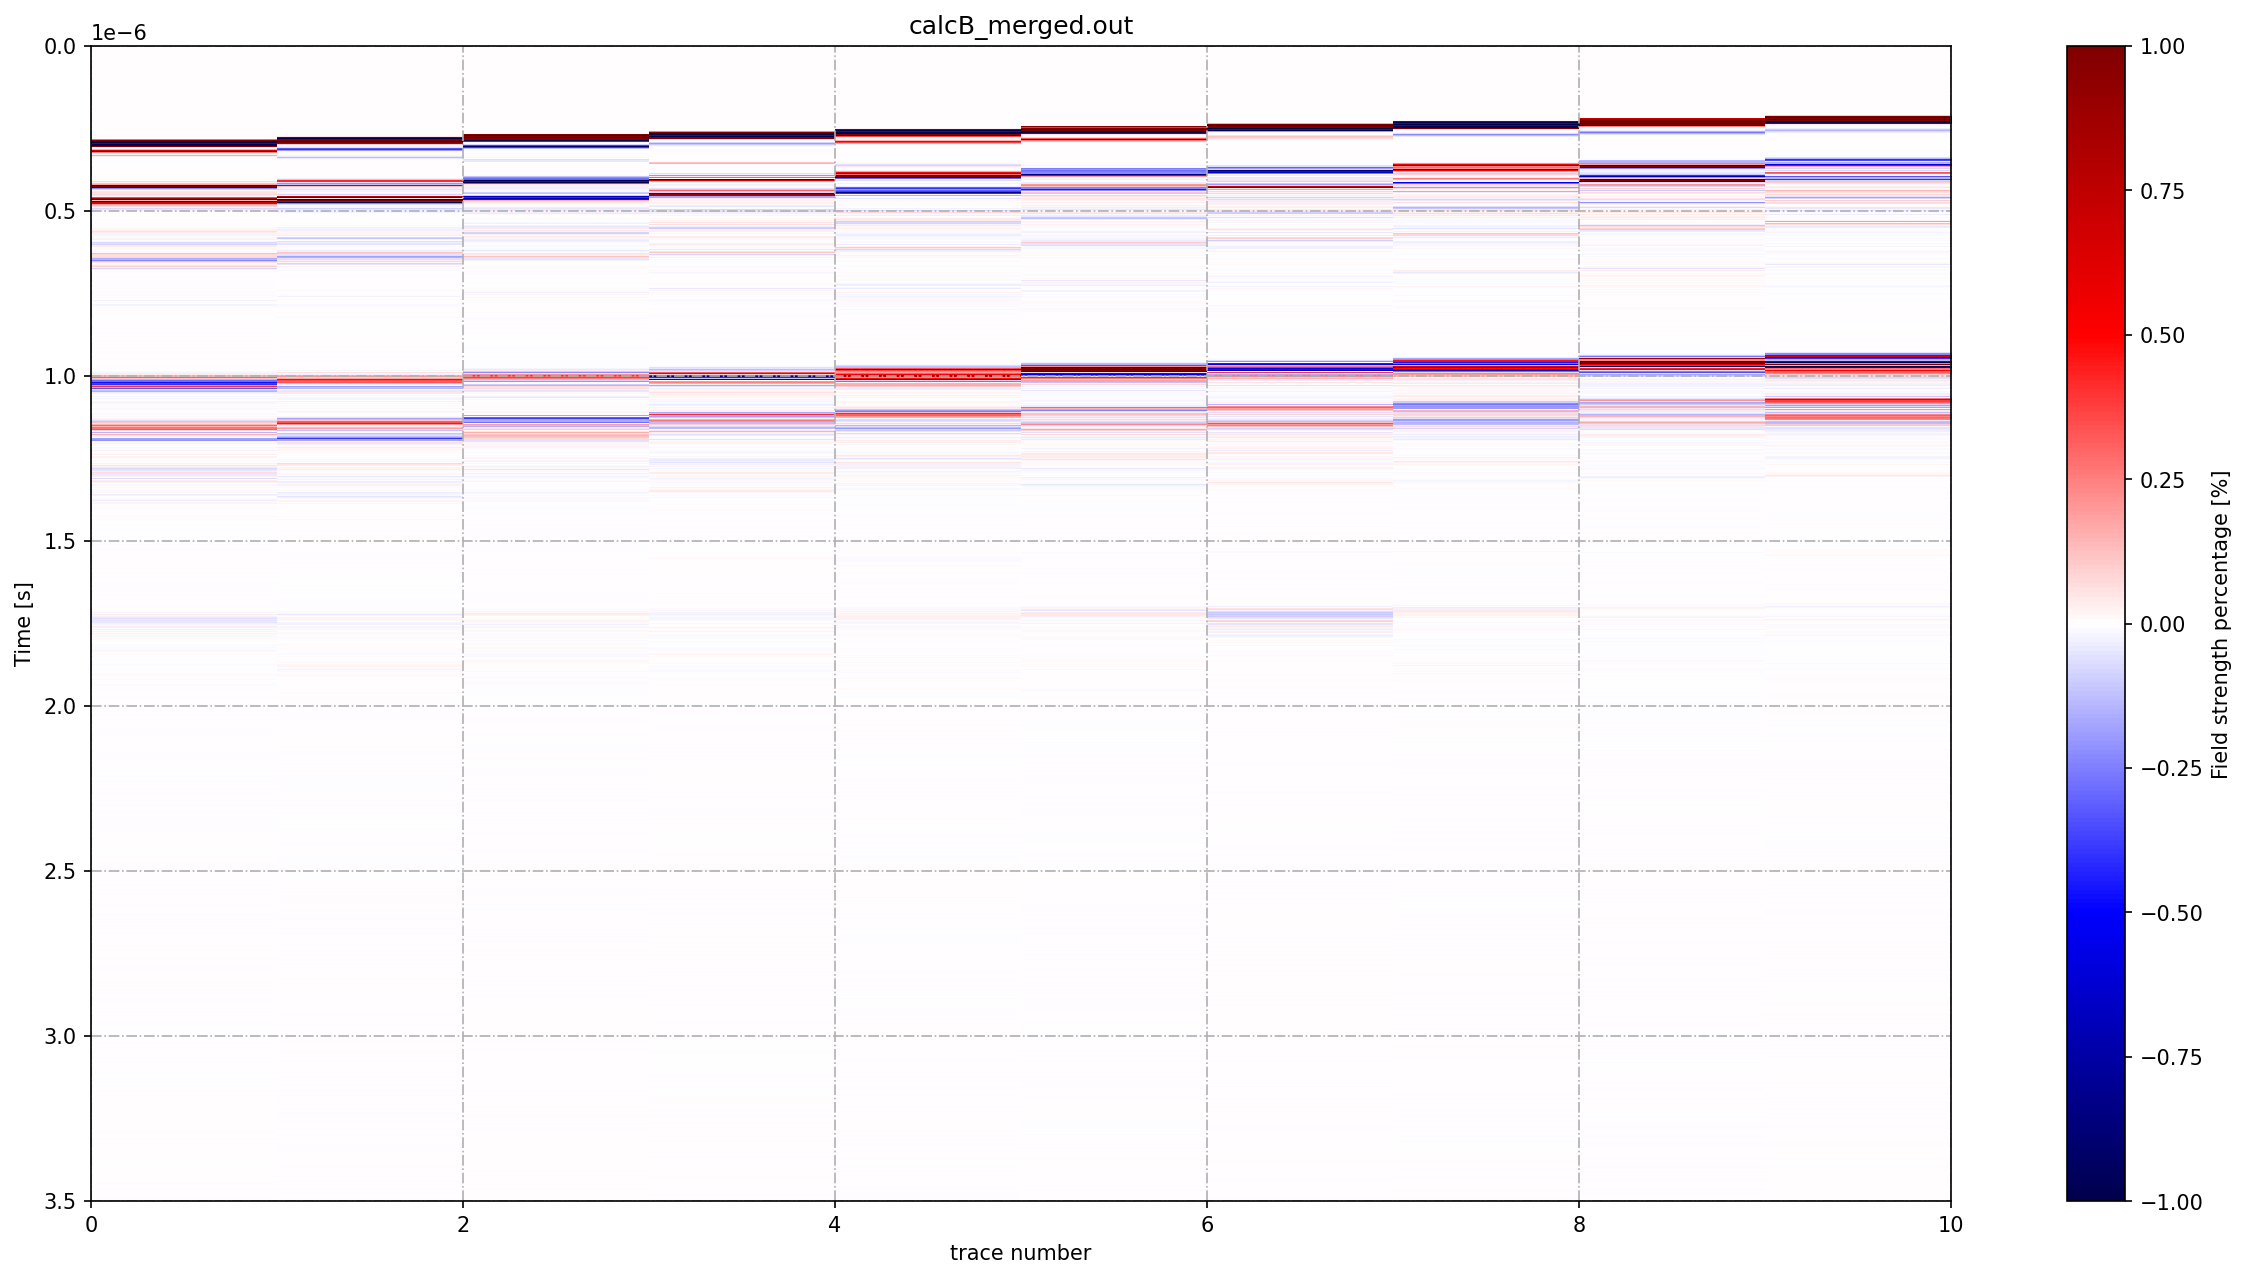 calcB_merged.out
1e−6
0.0
0.5
1.0
1.5
2.0
2.5
3.0
3.5
Time [s]
0 2 4 6 8 10
trace number
1.00
0.75
0.50
0.25
0.00
−0.25
−0.50
−0.75
−1.00
Field strength percentage [%]